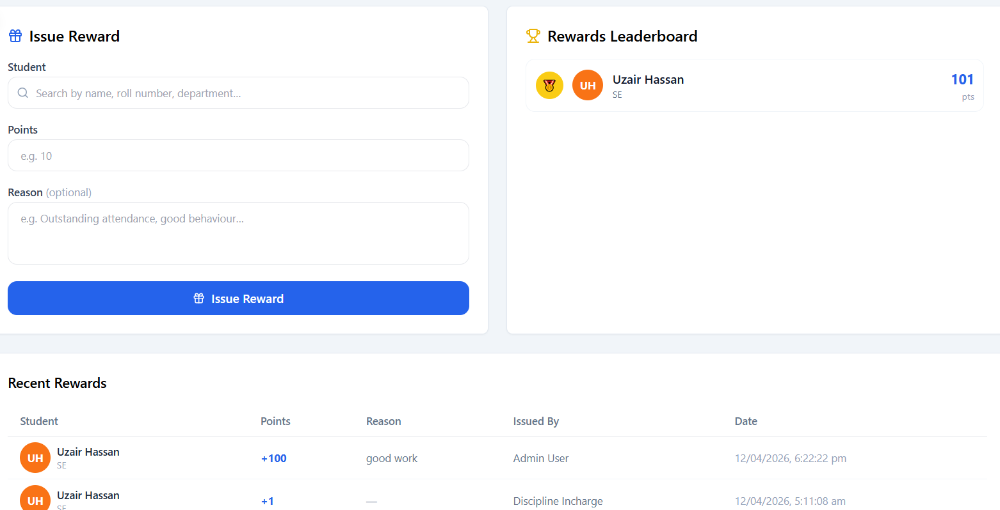 Issue Reward
Student
Search by name, roll number, department...
Points
e.g. 10
Reason (optional)
e.g. Outstanding attendance, good behaviour...
Issue Reward
Rewards Leaderboard
UH
Uzair Hassan
SE
101
pts
Recent Rewards
Student Points Reason Issued By Date
UH Uzair Hassan +100 good work Admin User 12/04/2026, 6:22:22 pm
SE
UH Uzair Hassan +1 — Discipline Incharge 12/04/2026, 5:11:08 am
SE